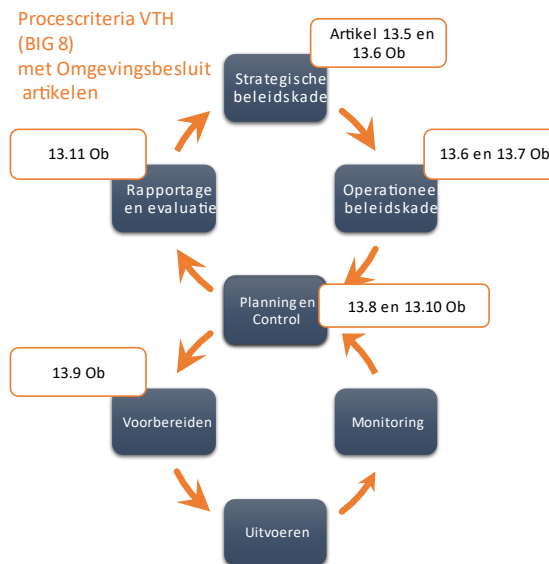 Procescriteria VTH
(BIG 8)
met Omgevingsbesluit
artikelen
Artikel 13.5 en
13.6 Ob
Strategische
beleidskade
13.11 Ob
13.6 en 13.7 Ob
Rapportage
en evaluatie
Operationeel
beleidskade
Planning en
Control
13.8 en 13.10 Ob
13.9 Ob
Voorbereiden
Monitoring
Uitvoeren